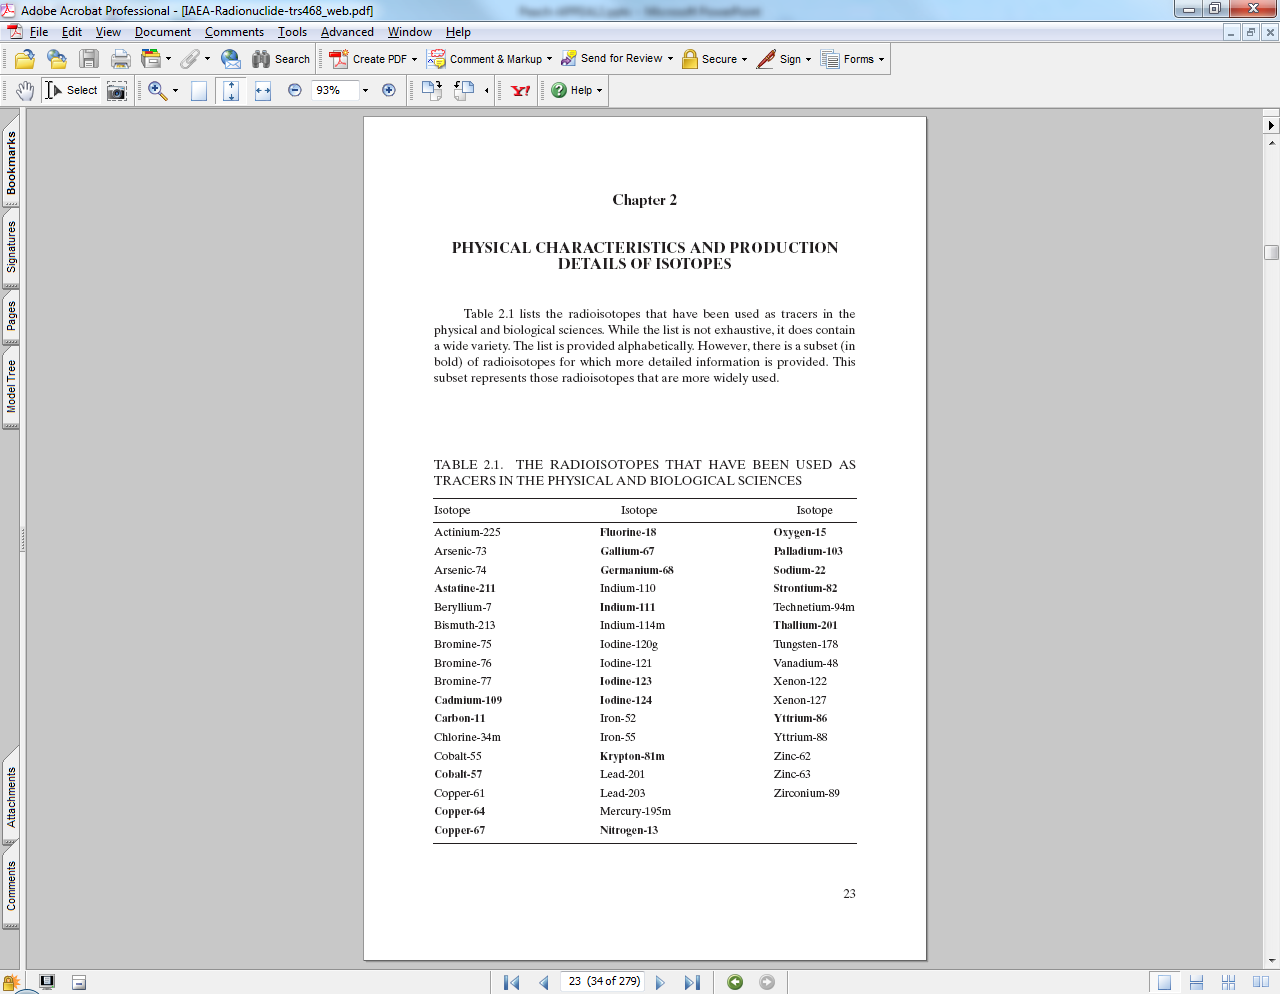 Adobe Acrobat Professional - [IAEA-Radionuclide-trs468_web.pdf]
File Edit View Document Comments Tools Advanced Window Help
Search Create PDF Comment & Markup Send for Review Secure Sign Forms
Select 93% Y! Help
Bookmarks
Signatures
Pages
Model Tree
Attachments
Comments
Chapter 2
PHYSICAL CHARACTERISTICS AND PRODUCTION
DETAILS OF ISOTOPES
Table 2.1 lists the radioisotopes that have been used as tracers in the
physical and biological sciences. While the list is not exhaustive, it does contain
a wide variety. The list is provided alphabetically. However, there is a subset (in
bold) of radioisotopes for which more detailed information is provided. This
subset represents those radioisotopes that are more widely used.
TABLE 2.1. THE RADIOISOTOPES THAT HAVE BEEN USED AS
TRACERS IN THE PHYSICAL AND BIOLOGICAL SCIENCES
Isotope Isotope Isotope
Actinium-225 Fluorine-18 Oxygen-15
Arsenic-73 Gallium-67 Palladium-103
Arsenic-74 Germanium-68 Sodium-22
Astatine-211 Indium-110 Strontium-82
Beryllium-7 Indium-111 Technetium-94m
Bismuth-213 Indium-114m Thallium-201
Bromine-75 Iodine-120g Tungsten-178
Bromine-76 Iodine-121 Vanadium-48
Bromine-77 Iodine-123 Xenon-122
Cadmium-109 Iodine-124 Xenon-127
Carbon-11 Iron-52 Yttrium-86
Chlorine-34m Iron-55 Yttrium-88
Cobalt-55 Krypton-81m Zinc-62
Cobalt-57 Lead-201 Zinc-63
Copper-61 Lead-203 Zirconium-89
Copper-64 Mercury-195m
Copper-67 Nitrogen-13
23
23 (34 of 279)